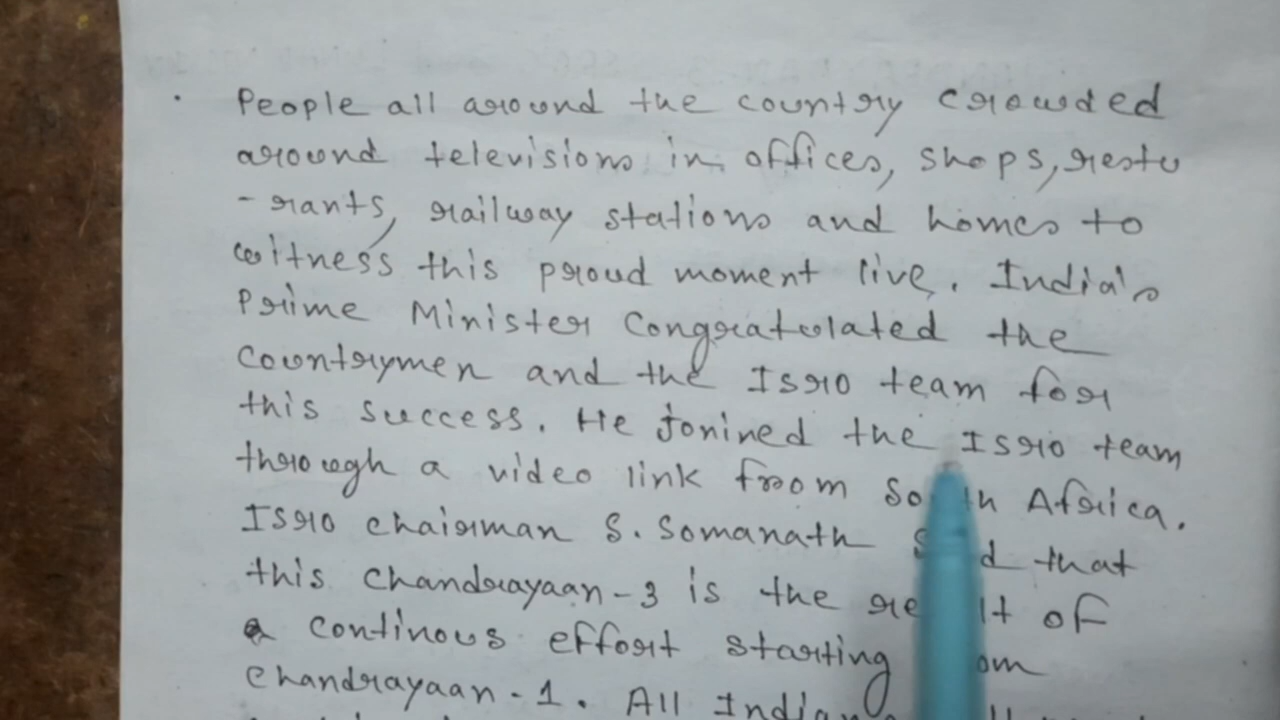 People all around the country crowded
around televisions in offices, shops, restu
-rants, railway stations and homes to
witness this proud moment live. India's
Prime Minister Congratulated the
Countrymen and the Isro team for
this success. He Jonined the Isro team
through a video link from So th Africa.
Isro chairman S. Somanath s d that
this Chandrayaan-3 is the re lt of
a continous effort starting om
Chandrayaan-1. All Indian